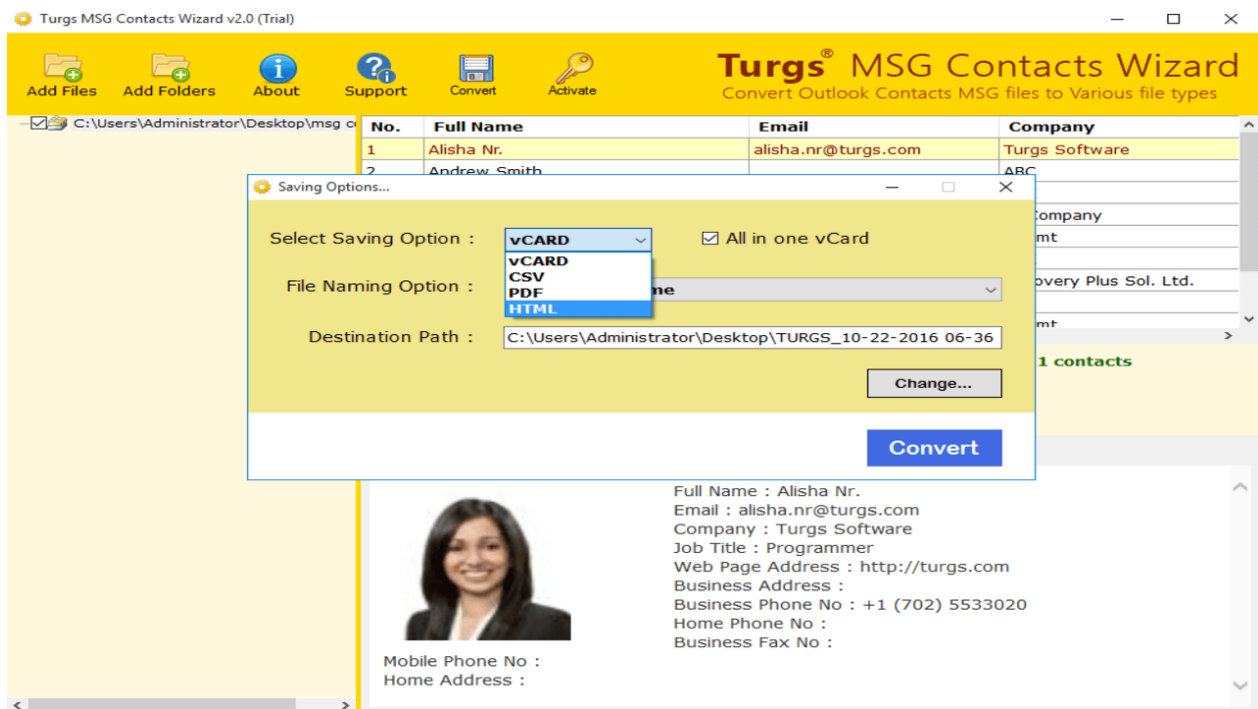 Turgs MSG Contacts Wizard v2.0 (Trial)
Add Files
Add Folders
About
Support
Convert
Activate
Turgs® MSG Contacts Wizard
Convert Outlook Contacts MSG files to Various file types
C:\Users\Administrator\Desktop\msg
No. Full Name Email Company
1 Alisha Nr. alisha.nr@turgs.com Turgs Software
2 Andrew Smith ABC
Company
overy Plus Sol. Ltd.
1 contacts
Saving Options...
Select Saving Option : vCARD All in one vCard
vCARD
CSV
PDF
HTML
File Naming Option :
Destination Path : C:\Users\Administrator\Desktop\TURGS_10-22-2016 06-36
Change...
Convert
Full Name : Alisha Nr.
Email : alisha.nr@turgs.com
Company : Turgs Software
Job Title : Programmer
Web Page Address : http://turgs.com
Business Address :
Business Phone No : +1 (702) 5533020
Home Phone No :
Business Fax No :
Mobile Phone No :
Home Address :